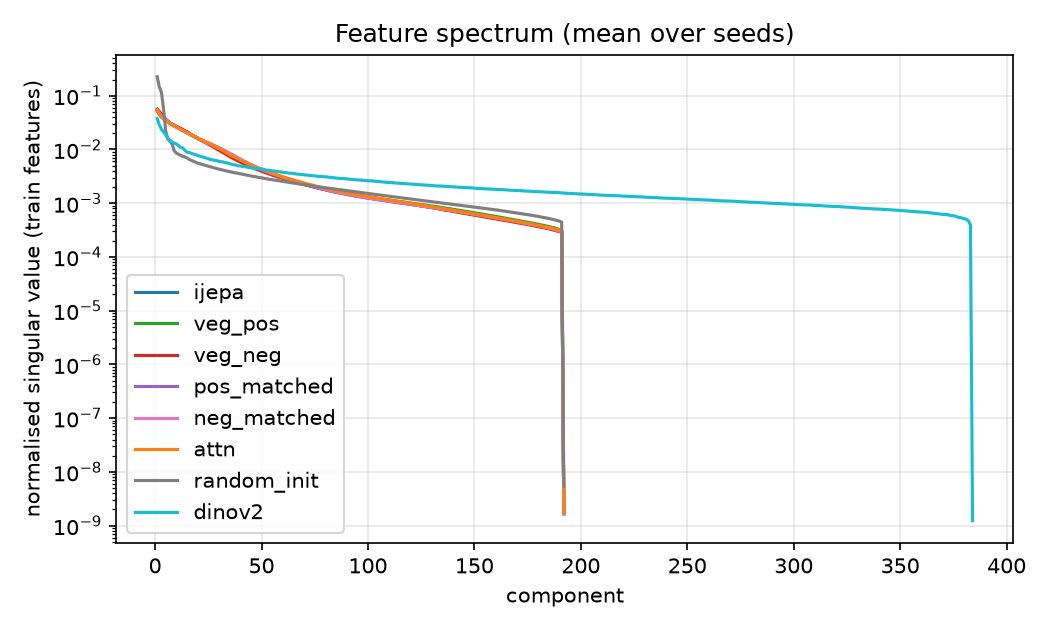 Feature spectrum (mean over seeds)
normalised singular value (train features)
10⁻¹
10⁻²
10⁻³
10⁻⁴
10⁻⁵
10⁻⁶
10⁻⁷
10⁻⁸
10⁻⁹
ijepa
veg_pos
veg_neg
pos_matched
neg_matched
attn
random_init
dinov2
0 50 100 150 200 250 300 350 400
component